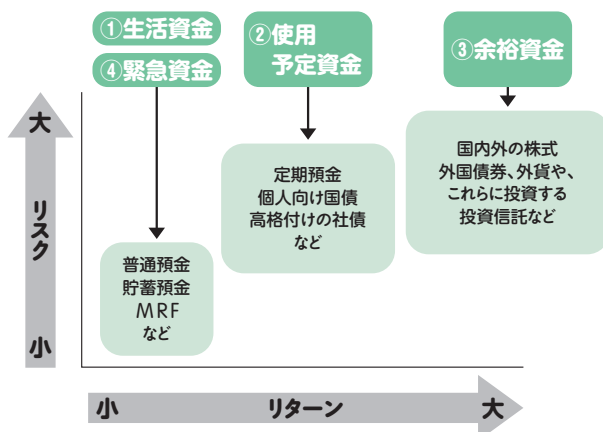 ①生活資金
④緊急資金
②使用
予定資金
③余裕資金
大
リスク
小
普通預金
貯蓄預金
MRF
など
定期預金
個人向け国債
高格付けの社債
など
国内外の株式
外国債券、外貨や、
これらに投資する
投資信託など
小
リターン
大